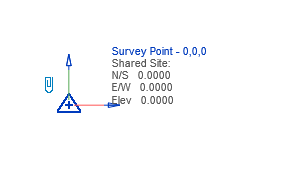 Survey Point - 0,0,0
Shared Site:
N/S 0.0000
E/W 0.0000
Elev 0.0000